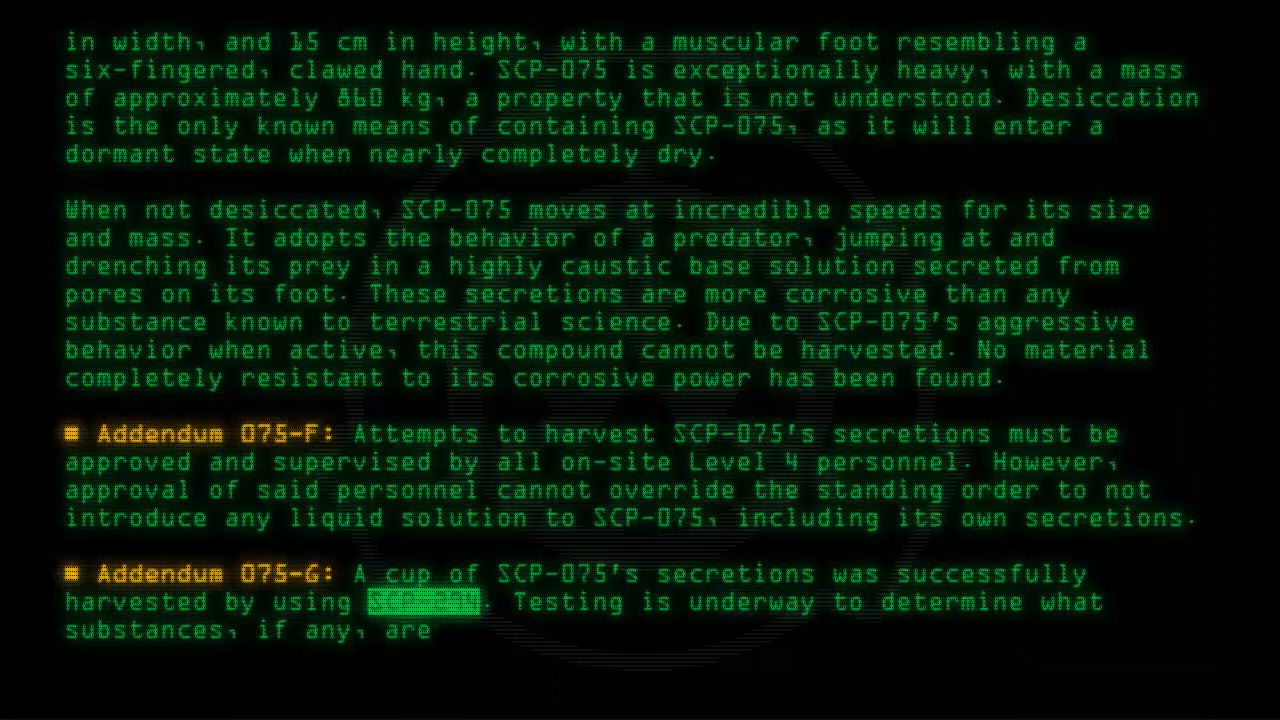 in width, and 15 cm in height, with a muscular foot resembling a
six-fingered, clawed hand. SCP-075 is exceptionally heavy, with a mass
of approximately 860 kg, a property that is not understood. Desiccation
is the only known means of containing SCP-075, as it will enter a
dormant state when nearly completely dry.
When not desiccated, SCP-075 moves at incredible speeds for its size
and mass. It adopts the behavior of a predator, jumping at and
drenching its prey in a highly caustic base solution secreted from
pores on its foot. These secretions are more corrosive than any
substance known to terrestrial science. Due to SCP-075's aggressive
behavior when active, this compound cannot be harvested. No material
completely resistant to its corrosive power has been found.
■ Addendum 075-F: Attempts to harvest SCP-075's secretions must be
approved and supervised by all on-site Level 4 personnel. However,
approval of said personnel cannot override the standing order to not
introduce any liquid solution to SCP-075, including its own secretions.
■ Addendum 075-G: A cup of SCP-075's secretions was successfully
harvested by using . Testing is underway to determine what
substances, if any, are